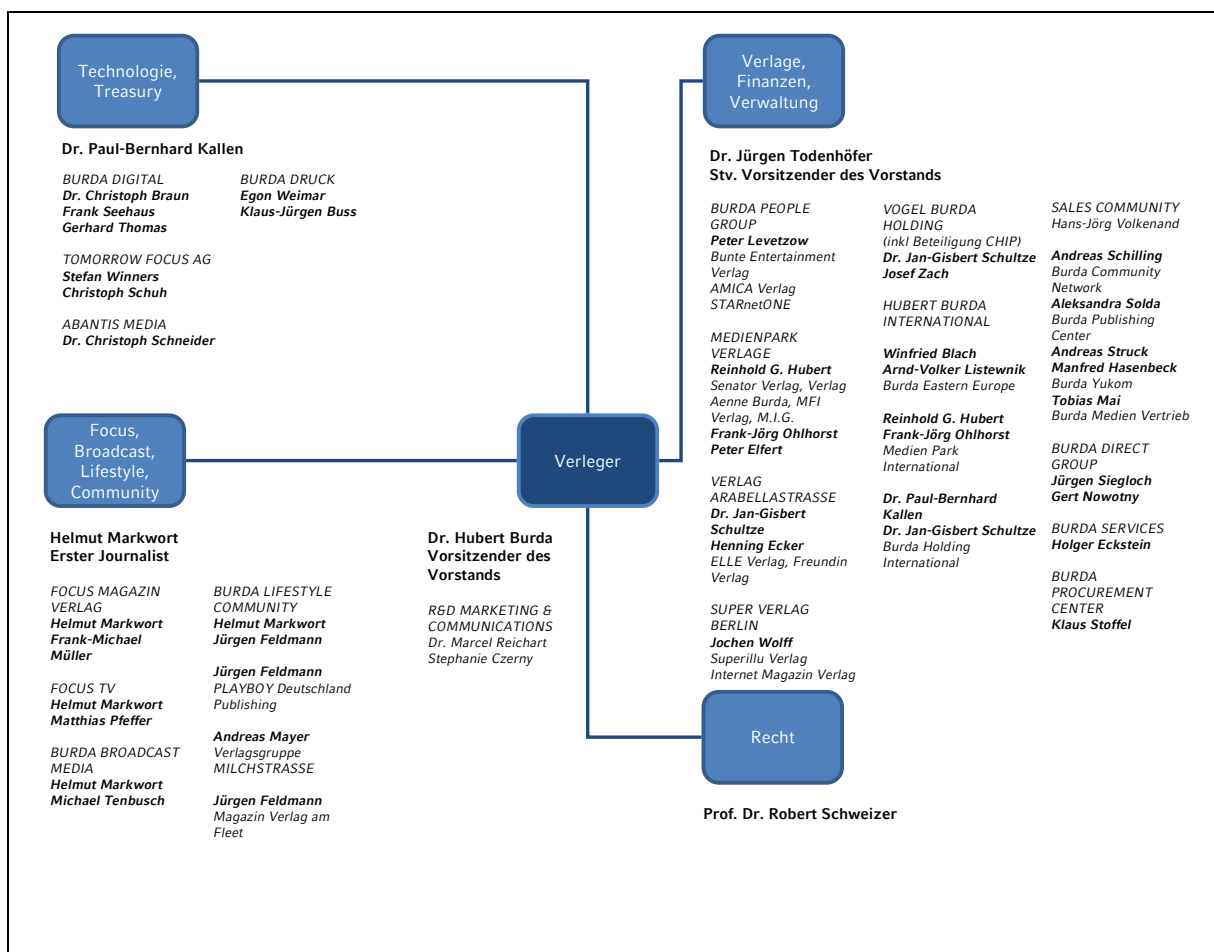 Technologie,
Treasury
Dr. Paul-Bernhard Kallen
BURDA DIGITAL
Dr. Christoph Braun
Frank Seehaus
Gerhard Thomas
TOMORROW FOCUS AG
Stefan Winners
Christoph Schuh
ABANTIS MEDIA
Dr. Christoph Schneider
BURDA DRUCK
Egon Weimar
Klaus-Jürgen Buss
Verlage,
Finanzen,
Verwaltung
Dr. Jürgen Todenhöfer
Stv. Vorsitzender des Vorstands
BURDA PEOPLE
GROUP
Peter Levetzow
Bunte Entertainment
Verlag
AMICA Verlag
STARnetONE
MEDIENPARK
VERLAGE
Reinhold G. Hubert
Senator Verlag, Verlag
Aenne Burda, MFI
Verlag, M.I.G.
Frank-Jörg Ohlhorst
Peter Elfert
VERLAG
ARABELLASTRASSE
Dr. Jan-Gisbert
Schultze
Henning Ecker
ELLE Verlag, Freundin
Verlag
SUPER VERLAG
BERLIN
Jochen Wolff
Superillu Verlag
Internet Magazin Verlag
VOGEL BURDA
HOLDING
(inkl Beteiligung CHIP)
Dr. Jan-Gisbert Schultze
Josef Zach
HUBERT BURDA
INTERNATIONAL
Winfried Blach
Arnd-Volker Listewnik
Burda Eastern Europe
Reinhold G. Hubert
Frank-Jörg Ohlhorst
Medien Park
International
Dr. Paul-Bernhard
Kallen
Dr. Jan-Gisbert Schultze
Burda Holding
International
SALES COMMUNITY
Hans-Jörg Volkenand
Andreas Schilling
Burda Community
Network
Aleksandra Solda
Burda Publishing
Center
Andreas Struck
Manfred Hasenbeck
Burda Yukom
Tobias Mai
Burda Medien Vertrieb
BURDA DIRECT
GROUP
Jürgen Siegloch
Gert Nowotny
BURDA SERVICES
Holger Eckstein
BURDA
PROCUREMENT
CENTER
Klaus Stoffel
Focus,
Broadcast,
Lifestyle,
Community
Helmut Markwort
Erster Journalist
FOCUS MAGAZIN
VERLAG
Helmut Markwort
Frank-Michael
Müller
FOCUS TV
Helmut Markwort
Matthias Pfeffer
BURDA BROADCAST
MEDIA
Helmut Markwort
Michael Tenbusch
BURDA LIFESTYLE
COMMUNITY
Helmut Markwort
Jürgen Feldmann
Jürgen Feldmann
PLAYBOY Deutschland
Publishing
Andreas Mayer
Verlagsgruppe
MILCHSTRASSE
Jürgen Feldmann
Magazin Verlag am
Fleet
Verleger
Dr. Hubert Burda
Vorsitzender des
Vorstands
R&D MARKETING &
COMMUNICATIONS
Dr. Marcel Reichart
Stephanie Czerny
Recht
Prof. Dr. Robert Schweizer